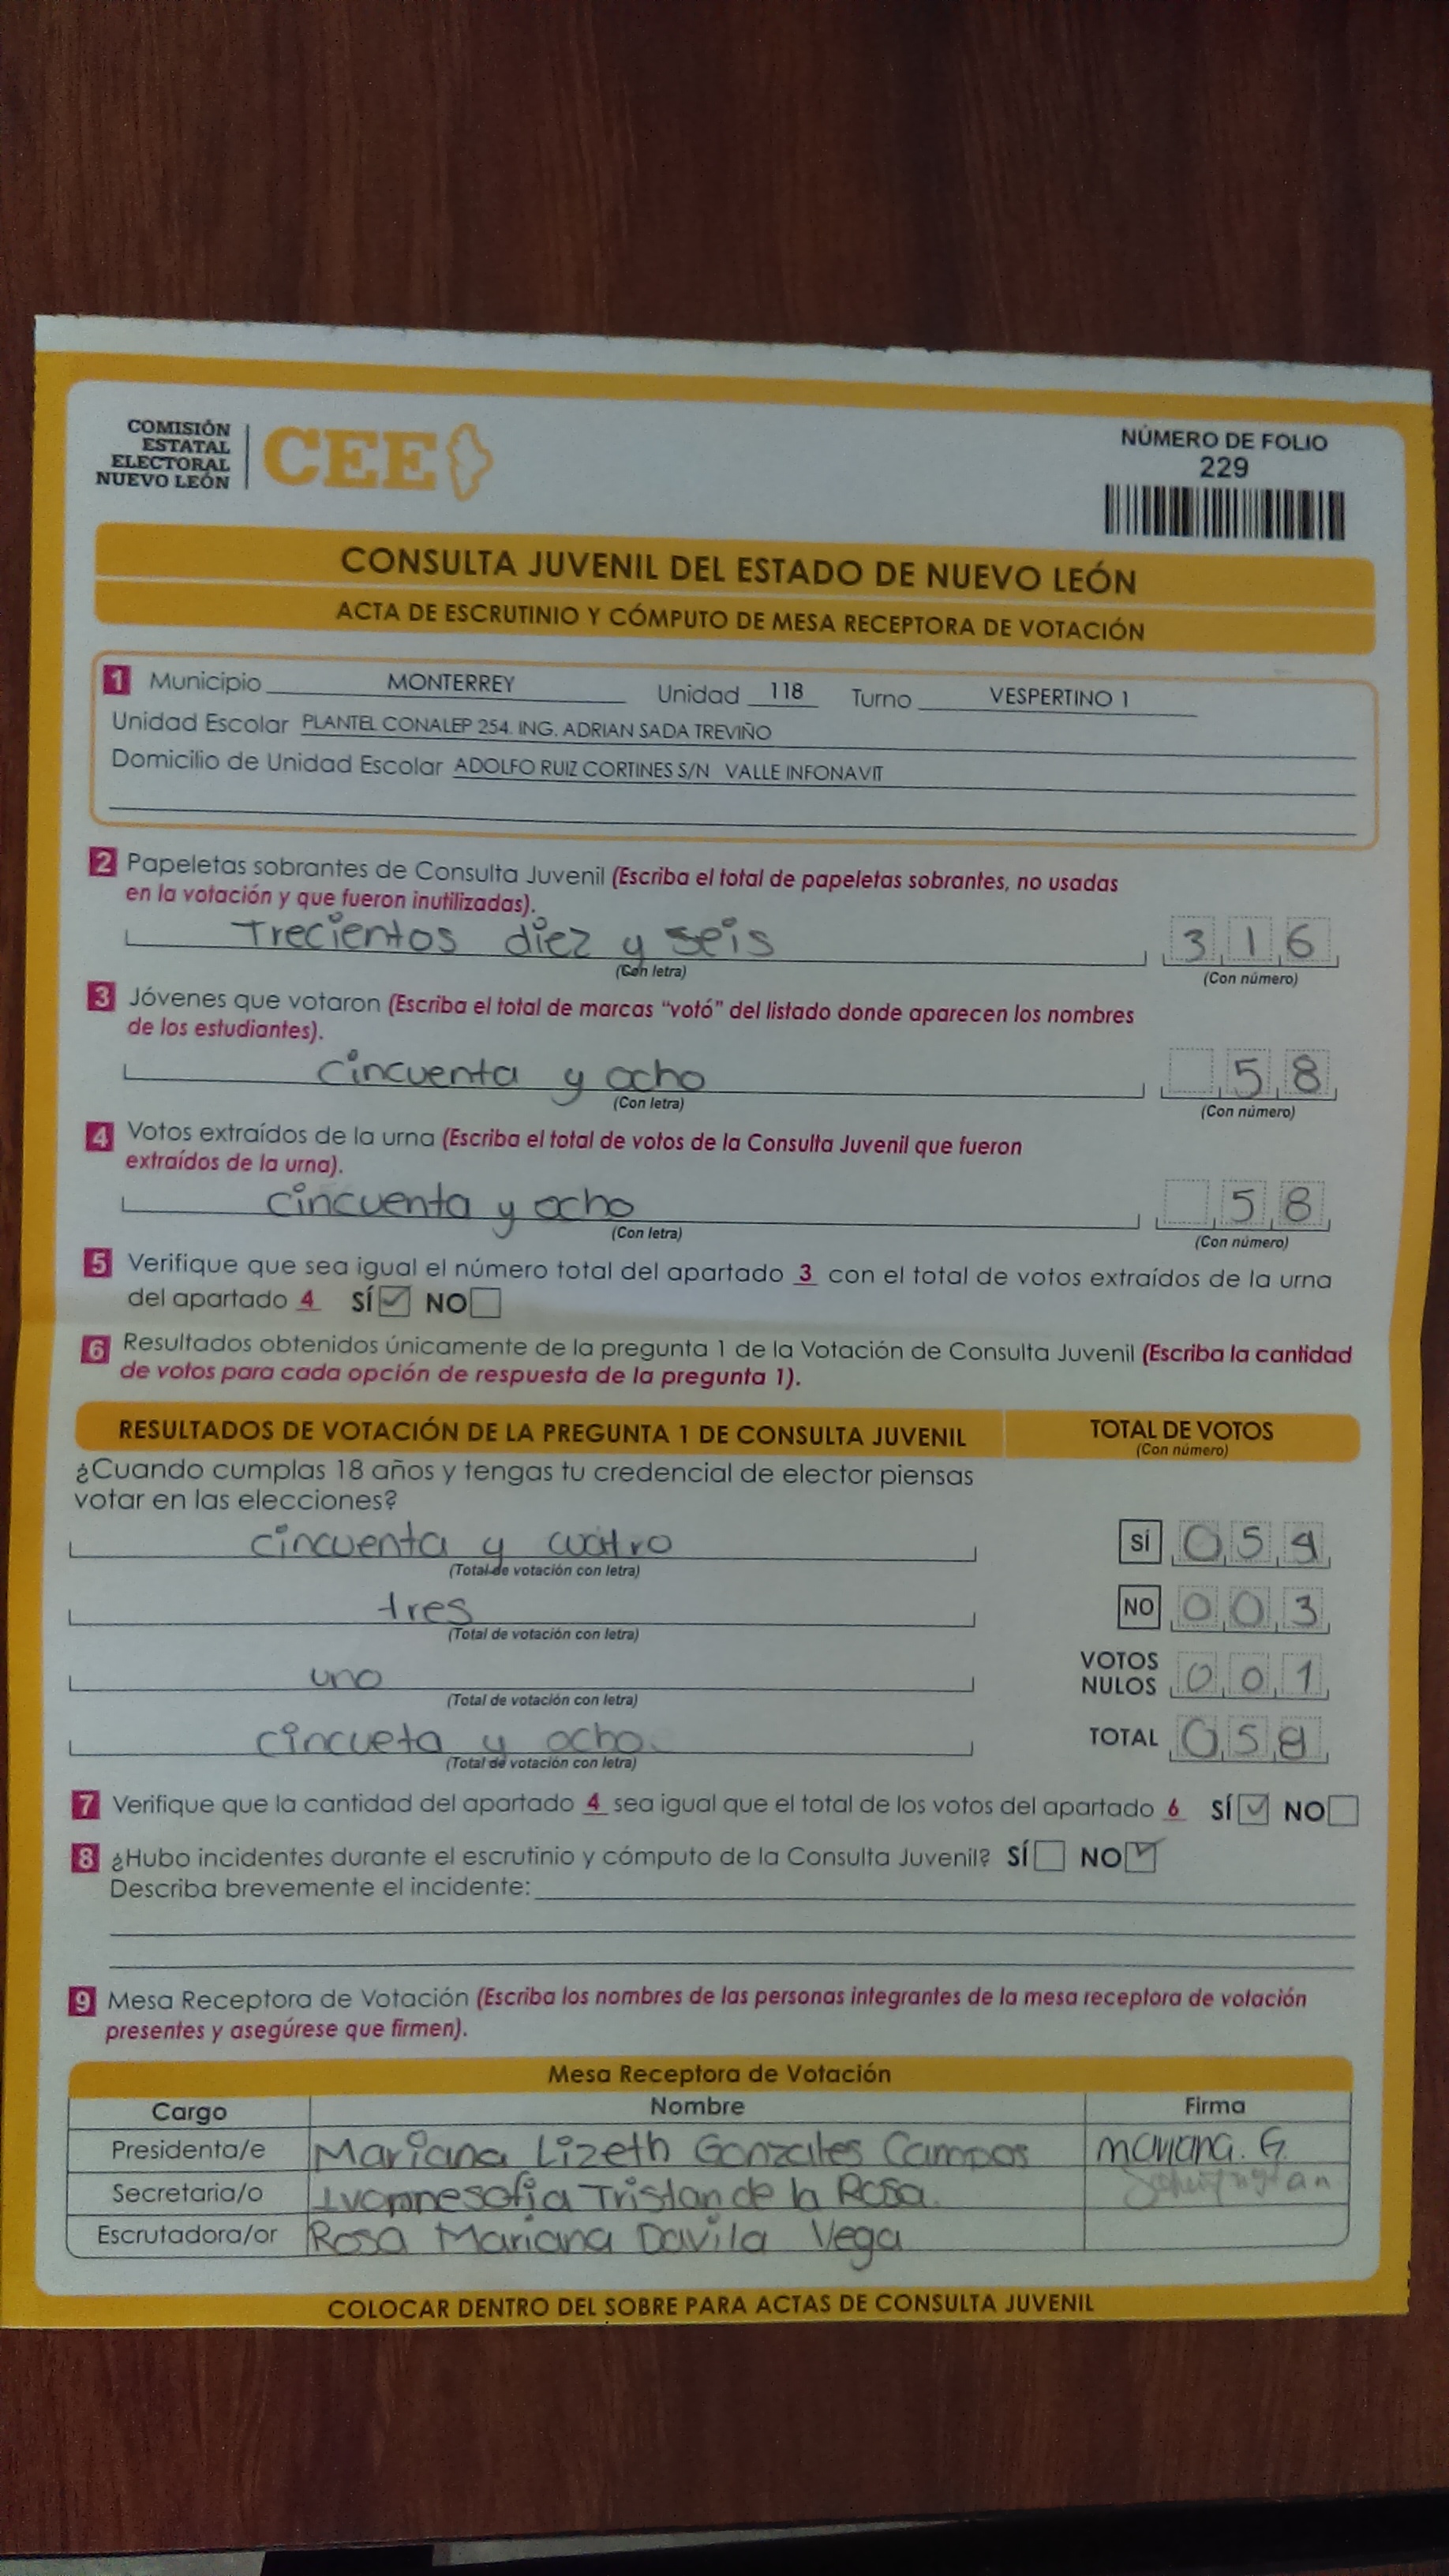 COMISIÓN
ESTATAL
ELECTORAL
NUEVO LEÓN
CEE
NÚMERO DE FOLIO
229
CONSULTA JUVENIL DEL ESTADO DE NUEVO LEÓN
ACTA DE ESCRUTINIO Y CÓMPUTO DE MESA RECEPTORA DE VOTACIÓN
1 Municipio MONTERREY Unidad 118 Turno VESPERTINO 1
Unidad Escolar PLANTEL CONALEP 254. ING. ADRIAN SADA TREVIÑO
Domicilio de Unidad Escolar ADOLFO RUIZ CORTINES S/N VALLE INFONAVIT
2 Papeletas sobrantes de Consulta Juvenil (Escriba el total de papeletas sobrantes, no usadas
en la votación y que fueron inutilizadas).
Trecientos diez y seis 316
(Con letra) (Con número)
3 Jóvenes que votaron (Escriba el total de marcas "votó" del listado donde aparecen los nombres
de los estudiantes).
cincuenta y ocho 58
(Con letra) (Con número)
4 Votos extraídos de la urna (Escriba el total de votos de la Consulta Juvenil que fueron
extraídos de la urna).
cincuenta y ocho 58
(Con letra) (Con número)
5 Verifique que sea igual el número total del apartado 3 con el total de votos extraídos de la urna
del apartado 4 SÍ NO
6 Resultados obtenidos únicamente de la pregunta 1 de la Votación de Consulta Juvenil (Escriba la cantidad
de votos para cada opción de respuesta de la pregunta 1).
RESULTADOS DE VOTACIÓN DE LA PREGUNTA 1 DE CONSULTA JUVENIL TOTAL DE VOTOS
(Con número)
¿Cuando cumplas 18 años y tengas tu credencial de elector piensas
votar en las elecciones?
cincuenta y cuatro SÍ 054
(Total de votación con letra)
tres NO 003
(Total de votación con letra)
uno VOTOS NULOS 001
(Total de votación con letra)
cincueta y ocho. TOTAL 058
(Total de votación con letra)
7 Verifique que la cantidad del apartado 4 sea igual que el total de los votos del apartado 6 SÍ NO
8 ¿Hubo incidentes durante el escrutinio y cómputo de la Consulta Juvenil? SÍ NO
Describa brevemente el incidente:
9 Mesa Receptora de Votación (Escriba los nombres de las personas integrantes de la mesa receptora de votación
presentes y asegúrese que firmen).
Mesa Receptora de Votación
Cargo Nombre Firma
Presidenta/e Mariana Lizeth Gonzales Campos Mariana. G.
Secretaria/o Ivonnesofia Tristan de la Rosa.
Escrutadora/or Rosa Mariana Davila Vega
COLOCAR DENTRO DEL SOBRE PARA ACTAS DE CONSULTA JUVENIL